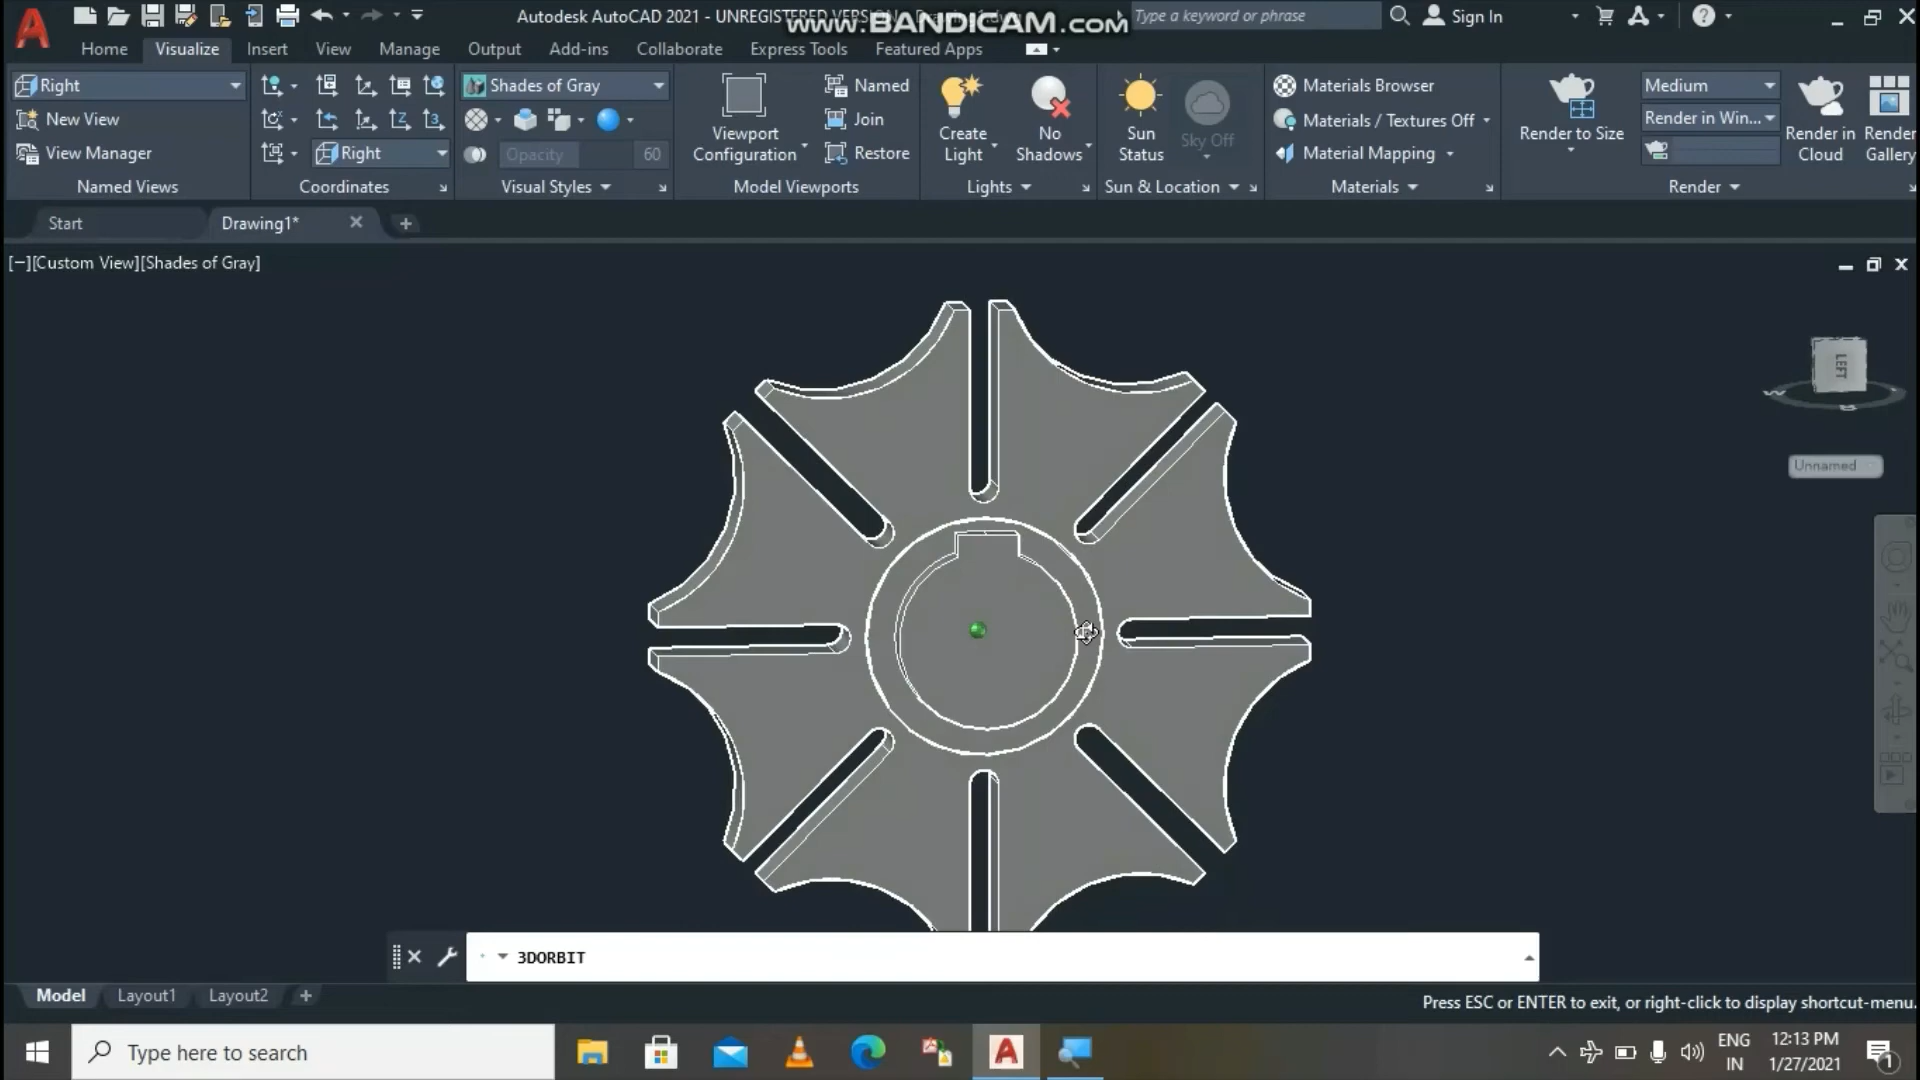 Autodesk AutoCAD 2021 - UNREGISTERED VERSION - Drawing1.dwg
www.BANDICAM.com
Type a keyword or phrase
Sign In
Home Visualize Insert View Manage Output Add-ins Collaborate Express Tools Featured Apps
Right
New View
View Manager
Named Views
Right
Coordinates
Shades of Gray
Opacity 60
Visual Styles
Viewport
Configuration
Named
Join
Restore
Model Viewports
Create
Light
No
Shadows
Lights
Sun
Status
Sky Off
Sun & Location
Materials Browser
Materials / Textures Off
Material Mapping
Materials
Render to Size
Medium
Render in Win...
Render in
Cloud
Render
Gallery
Render
Start Drawing1*
[−][Custom View][Shades of Gray]
LEFT
Unnamed
3DORBIT
Model Layout1 Layout2
Press ESC or ENTER to exit, or right-click to display shortcut-menu.
Type here to search
ENG
IN
12:13 PM
1/27/2021
1